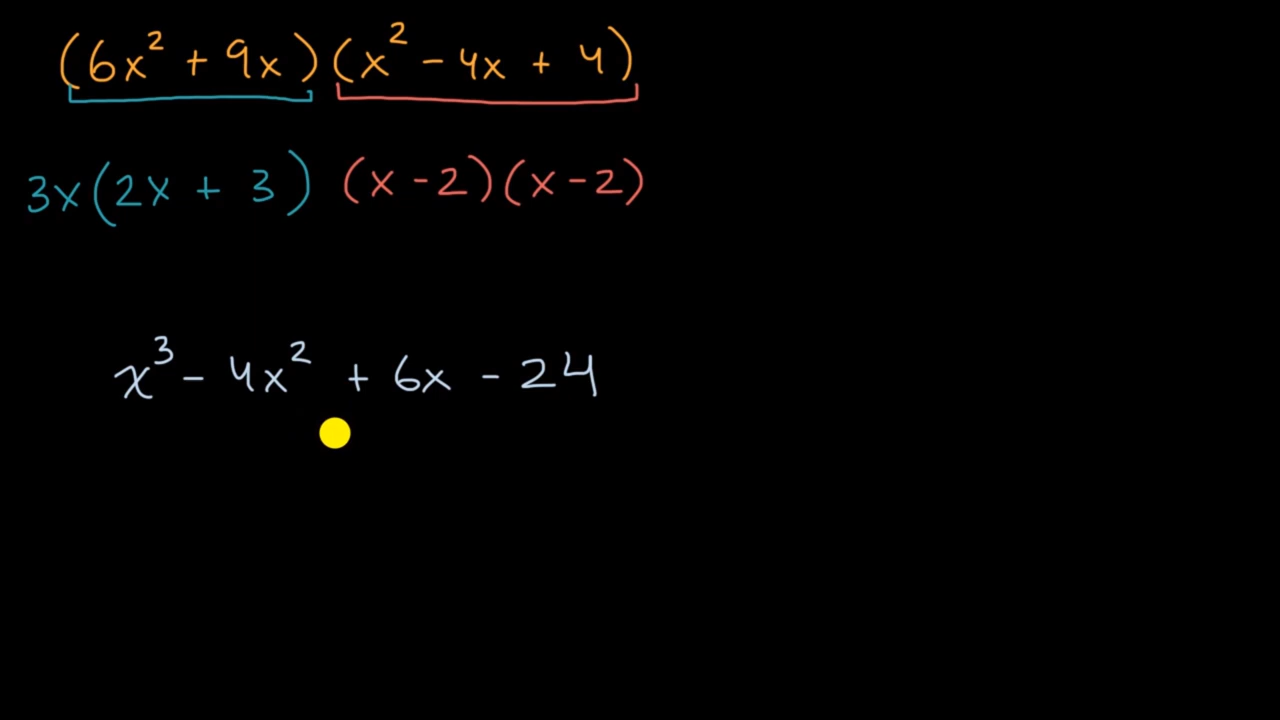 (6x² + 9x)(x² - 4x + 4)
3x(2x + 3) (x - 2)(x - 2)
x³ - 4x² + 6x - 24